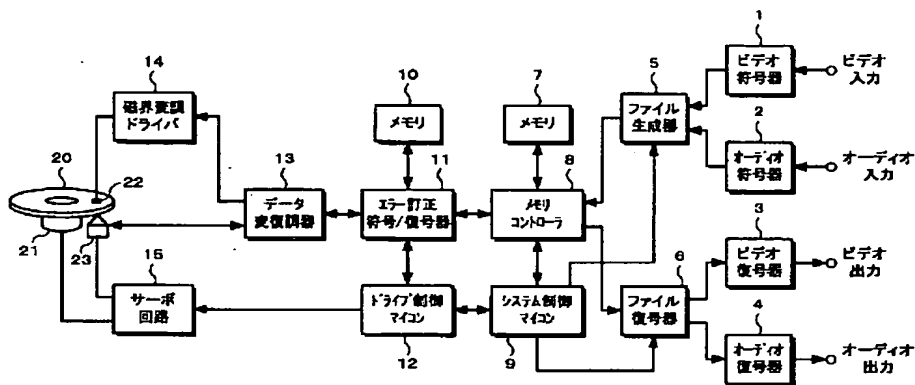 1
ビデオ
符号器
ビデオ
入力
2
オーディオ
符号器
オーディオ
入力
3
ビデオ
復号器
ビデオ
出力
4
オーディオ
復号器
オーディオ
出力
5
ファイル
生成器
6
ファイル
復号器
7
メモリ
8
メモリ
コントローラ
9
システム制御
マイコン
10
メモリ
11
エラー訂正
符号/復号器
12
ドライブ制御
マイコン
13
データ
変復調器
14
磁界変調
ドライバ
15
サーボ
回路
20
21
22
23